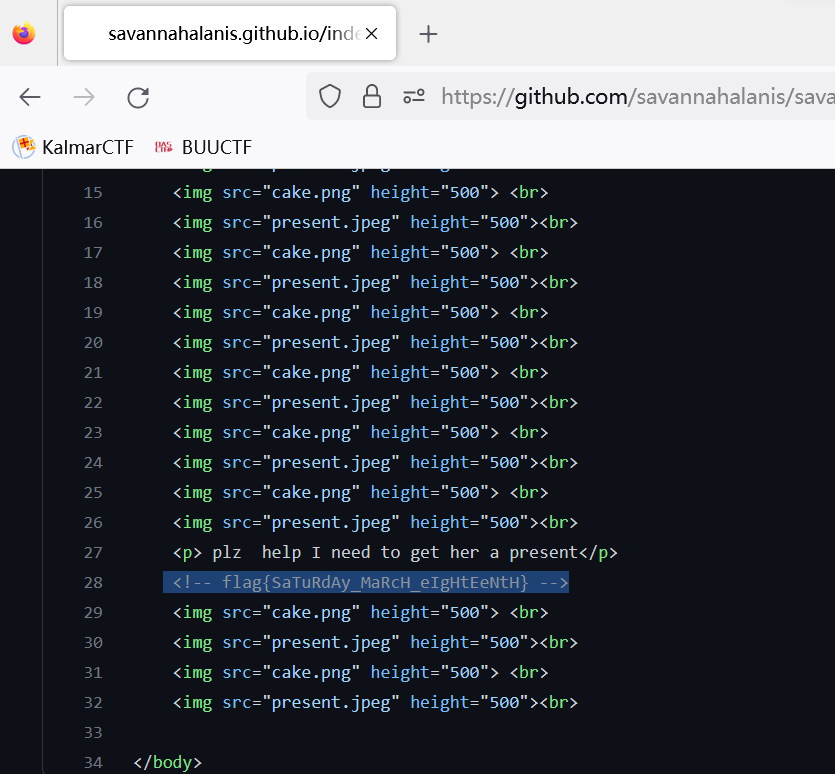 savannahalanis.github.io/inde
https://github.com/savannahalanis/sava
KalmarCTF BUUCTF
15 <img src="cake.png" height="500"> <br>
16 <img src="present.jpeg" height="500"><br>
17 <img src="cake.png" height="500"> <br>
18 <img src="present.jpeg" height="500"><br>
19 <img src="cake.png" height="500"> <br>
20 <img src="present.jpeg" height="500"><br>
21 <img src="cake.png" height="500"> <br>
22 <img src="present.jpeg" height="500"><br>
23 <img src="cake.png" height="500"> <br>
24 <img src="present.jpeg" height="500"><br>
25 <img src="cake.png" height="500"> <br>
26 <img src="present.jpeg" height="500"><br>
27 <p> plz  help I need to get her a present</p>
28 <!-- flag{SaTuRdAy_MaRcH_eIgHtEeNtH} -->
29 <img src="cake.png" height="500"> <br>
30 <img src="present.jpeg" height="500"><br>
31 <img src="cake.png" height="500"> <br>
32 <img src="present.jpeg" height="500"><br>
33
34 </body>